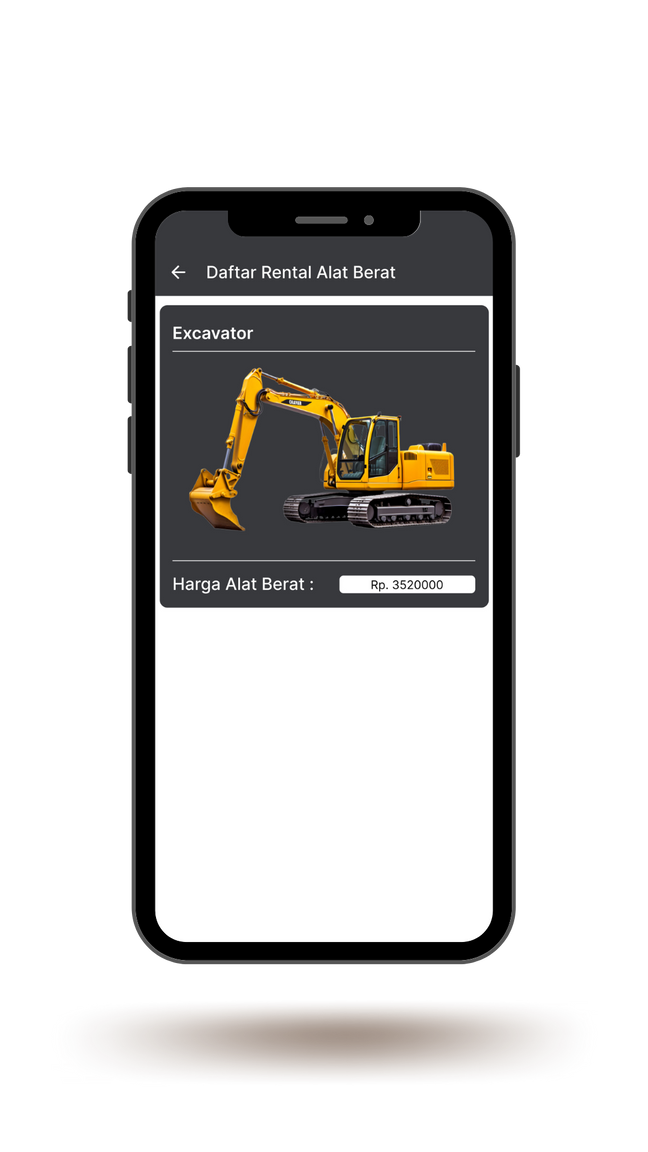 Daftar Rental Alat Berat
Excavator
Harga Alat Berat :
Rp. 3520000